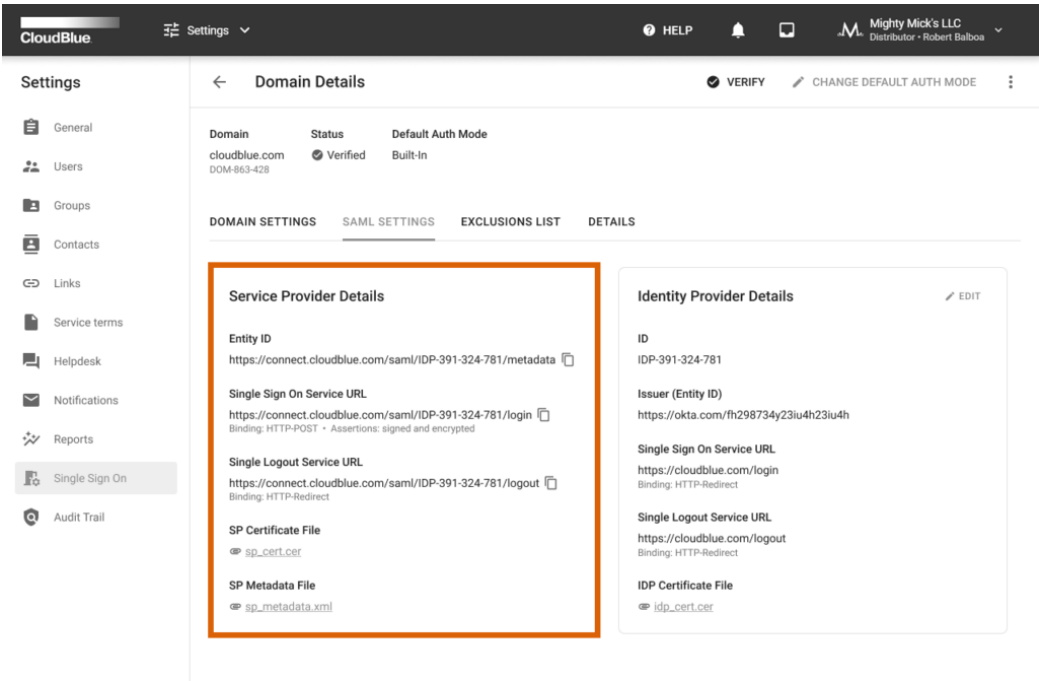 CloudBlue
Settings
HELP
Mighty Mick's LLC
Distributor • Robert Balboa
Settings
General
Users
Groups
Contacts
Links
Service terms
Helpdesk
Notifications
Reports
Single Sign On
Audit Trail
Domain Details
VERIFY
CHANGE DEFAULT AUTH MODE
Domain Status Default Auth Mode
cloudblue.com Verified Built-In
DOM-863-428
DOMAIN SETTINGS SAML SETTINGS EXCLUSIONS LIST DETAILS
Service Provider Details
Entity ID
https://connect.cloudblue.com/saml/IDP-391-324-781/metadata
Single Sign On Service URL
https://connect.cloudblue.com/saml/IDP-391-324-781/login
Binding: HTTP-POST • Assertions: signed and encrypted
Single Logout Service URL
https://connect.cloudblue.com/saml/IDP-391-324-781/logout
Binding: HTTP-Redirect
SP Certificate File
sp_cert.cer
SP Metadata File
sp_metadata.xml
Identity Provider Details
EDIT
ID
IDP-391-324-781
Issuer (Entity ID)
https://okta.com/fh298734y23iu4h23iu4h
Single Sign On Service URL
https://cloudblue.com/login
Binding: HTTP-Redirect
Single Logout Service URL
https://cloudblue.com/logout
Binding: HTTP-Redirect
IDP Certificate File
idp_cert.cer